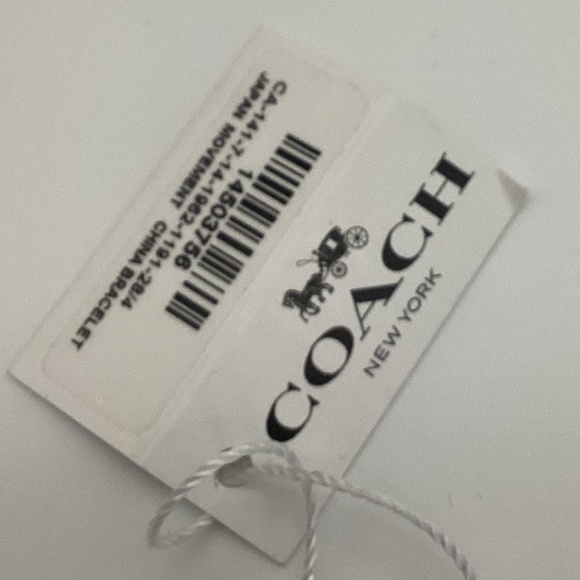 COACH
NEW YORK
14503756
CA-141-7-14-1962-1191-28/4
JAPAN MOVEMENT CHINA BRACELET